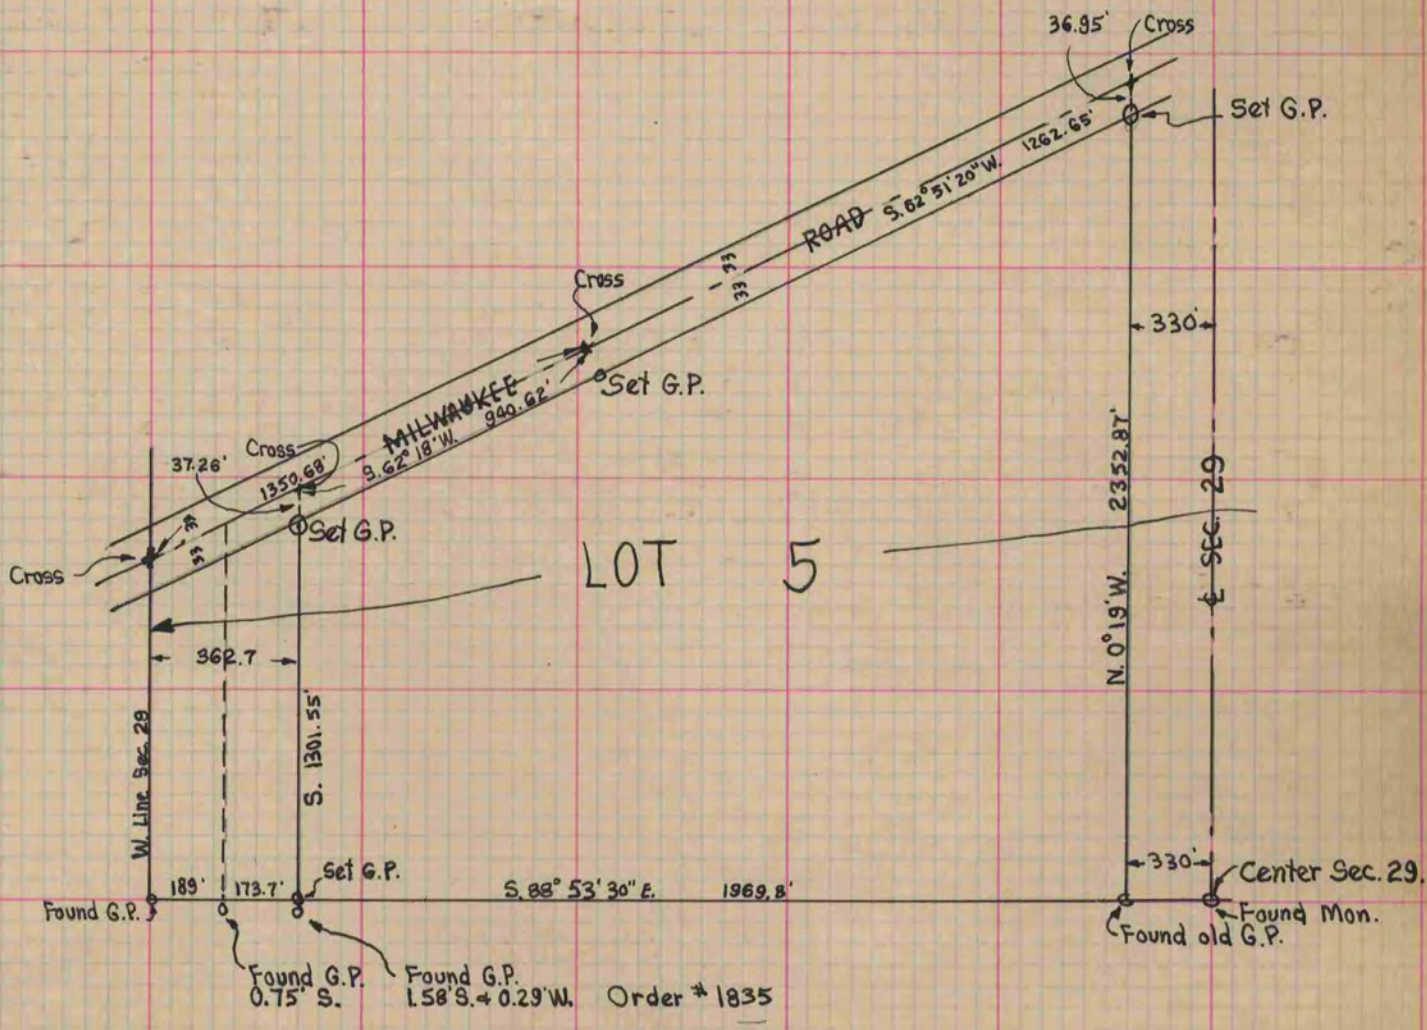 36.95' Cross
Set G.P.
ROAD S. 62° 51' 20" W. 1262.65'
33
33
Cross
330'
MILWAUKEE
S. 62° 18' W. 940.62'
Set G.P.
Cross
37.26'
1350.68'
33
33
Set G.P.
Cross
LOT 5
N. 0° 19' W. 2352.87'
℄ SEC. 29
362.7
W. Line Sec. 29
S. 1301.55'
189' 173.7' Set G.P.
S. 88° 53' 30" E. 1969.8'
330'
Center Sec. 29.
Found G.P.
Found Mon.
Found old G.P.
Found G.P.
0.75' S.
Found G.P.
1.58' S. & 0.29' W.
Order # 1835